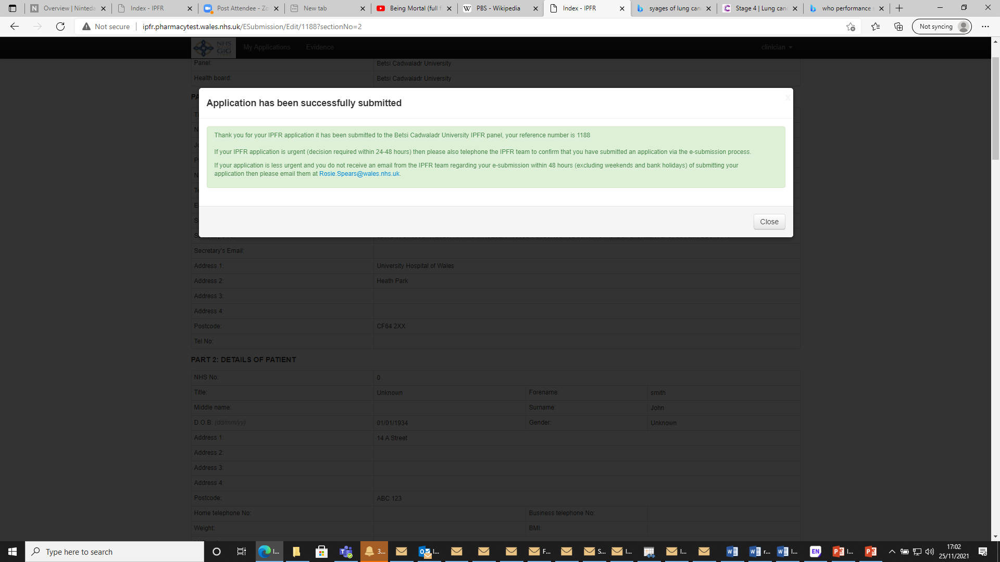 Overview | Ninteda
Index - IPFR
Post Attendee - Zo
New tab
Being Mortal (full f
PBS - Wikipedia
Index - IPFR
syages of lung can
Stage 4 | Lung can
who performance s
Not secure
ipfr.pharmacytest.wales.nhs.uk/ESubmission/Edit/1188?sectionNo=2
Not syncing
NHS
GIG
My Applications
Evidence
clinician
Panel: Betsi Cadwaladr University
Health board: Betsi Cadwaladr University
Application has been successfully submitted
x
Thank you for your IPFR application it has been submitted to the Betsi Cadwaladr University IPFR panel, your reference number is 1188
If your IPFR application is urgent (decision required within 24-48 hours) then please also telephone the IPFR team to confirm that you have submitted an application via the e-submission process.
If your application is less urgent and you do not receive an email from the IPFR team regarding your e-submission within 48 hours (excluding weekends and bank holidays) of submitting your
application then please email them at Rosie.Spears@wales.nhs.uk.
Close
Secretary's Email:
Address 1: University Hospital of Wales
Address 2: Heath Park
Address 3:
Address 4:
Postcode: CF64 2XX
Tel No:
PART 2: DETAILS OF PATIENT
NHS No: 0
Title: Unknown Forename: smith
Middle name: Surname: John
D.O.B: (dd/mm/yy) 01/01/1934 Gender: Unknown
Address 1: 14 A Street
Address 2:
Address 3:
Address 4:
Postcode: ABC 123
Home telephone No: Business telephone No:
Weight: BMI:
Type here to search
I...
3...
I...
F...
S...
I...
I...
r...
I...
EN
I...
17:02
25/11/2021